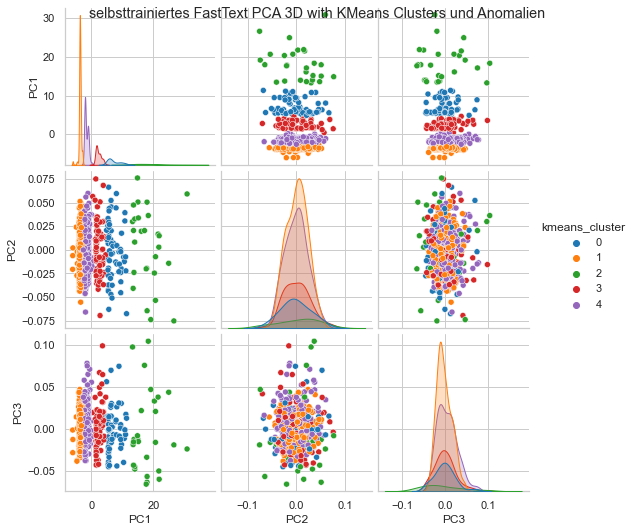 selbsttrainiertes FastText PCA 3D with KMeans Clusters und Anomalien
30
20
10
0
PC1
0.075
0.050
0.025
0.000
−0.025
−0.050
−0.075
PC2
0.10
0.05
0.00
−0.05
PC3
0 20
PC1
−0.1 0.0 0.1
PC2
0.0 0.1
PC3
kmeans_cluster
0
1
2
3
4